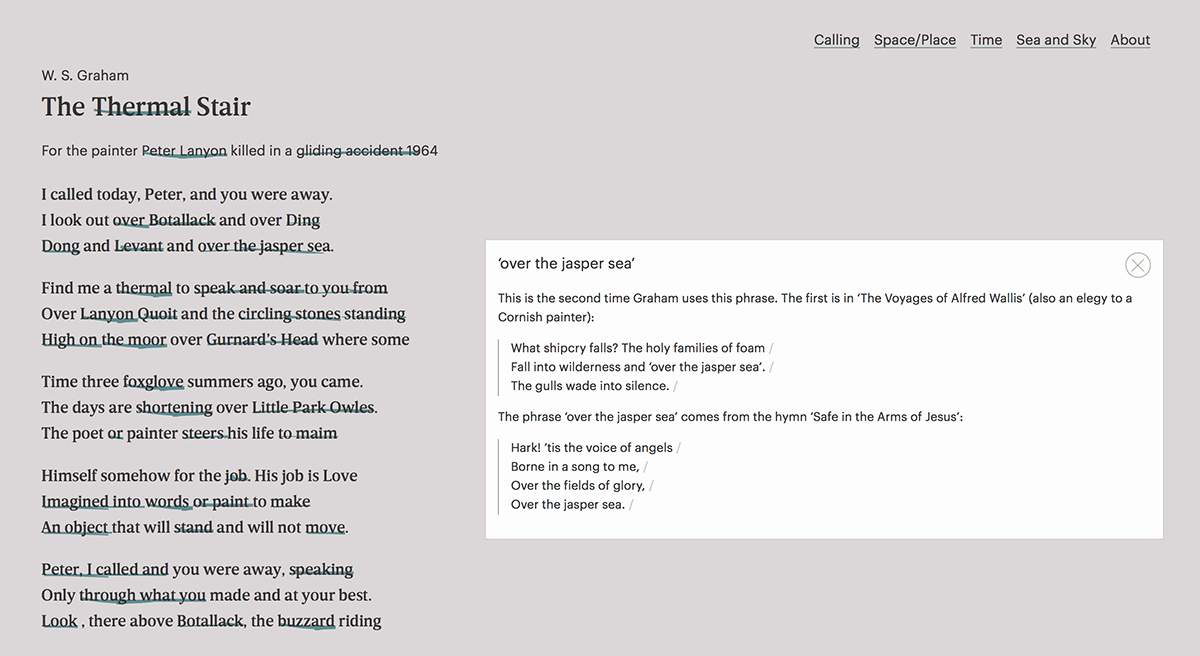 Calling Space/Place Time Sea and Sky About
W. S. Graham
The Thermal Stair
For the painter Peter Lanyon killed in a gliding accident 1964
I called today, Peter, and you were away.
I look out over Botallack and over Ding
Dong and Levant and over the jasper sea.
Find me a thermal to speak and soar to you from
Over Lanyon Quoit and the circling stones standing
High on the moor over Gurnard’s Head where some
Time three foxglove summers ago, you came.
The days are shortening over Little Park Owles.
The poet or painter steers his life to maim
Himself somehow for the job. His job is Love
Imagined into words or paint to make
An object that will stand and will not move.
Peter, I called and you were away, speaking
Only through what you made and at your best.
Look , there above Botallack, the buzzard riding
‘over the jasper sea’
This is the second time Graham uses this phrase. The first is in ‘The Voyages of Alfred Wallis’ (also an elegy to a
Cornish painter):
What shipcry falls? The holy families of foam /
Fall into wilderness and ‘over the jasper sea’. /
The gulls wade into silence. /
The phrase ‘over the jasper sea’ comes from the hymn ‘Safe in the Arms of Jesus’:
Hark! ’tis the voice of angels /
Borne in a song to me, /
Over the fields of glory, /
Over the jasper sea. /